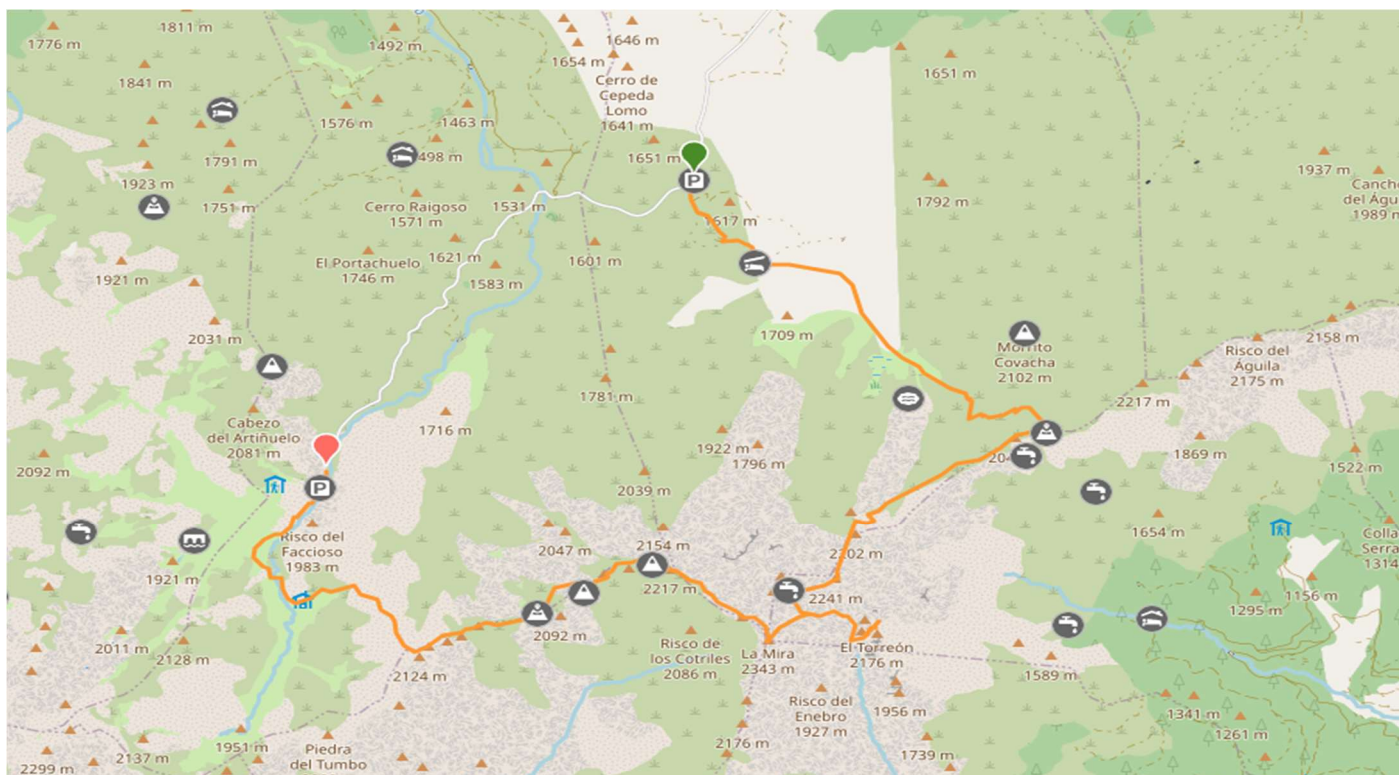 1811 m
1776 m
1492 m
1646 m
1654 m
1651 m
1841 m
Cerro de
Cepeda
Lomo
1641 m
1576 m
1463 m
498 m
1651 m
1791 m
1937 m
1923 m
1751 m
1792 m
Cancho
del Águ
1989 m
Cerro Raigoso
1571 m
1531 m
P
1617 m
El Portachuelo
1746 m
1621 m
1601 m
1921 m
1583 m
2031 m
1709 m
2158 m
Morrito
Covacha
2102 m
Risco del
Águila
2175 m
1781 m
2217 m
Cabezo
del Artiñuelo
2081 m
1716 m
1922 m
1796 m
1869 m
2092 m
20
1522 m
P
2039 m
1654 m
Risco del
Faccioso
1983 m
2154 m
2047 m
2202 m
Colla
Serra
1314
1921 m
2217 m
2241 m
1156 m
1295 m
2092 m
2011 m
2128 m
Risco de
los Cotriles
2086 m
La Mira
2343 m
El Torreón
2176 m
2124 m
1589 m
Risco del
Enebro
1927 m
1956 m
1341 m
1261 m
1951 m
2137 m
2299 m
Piedra
del Tumbo
2176 m
1739 m